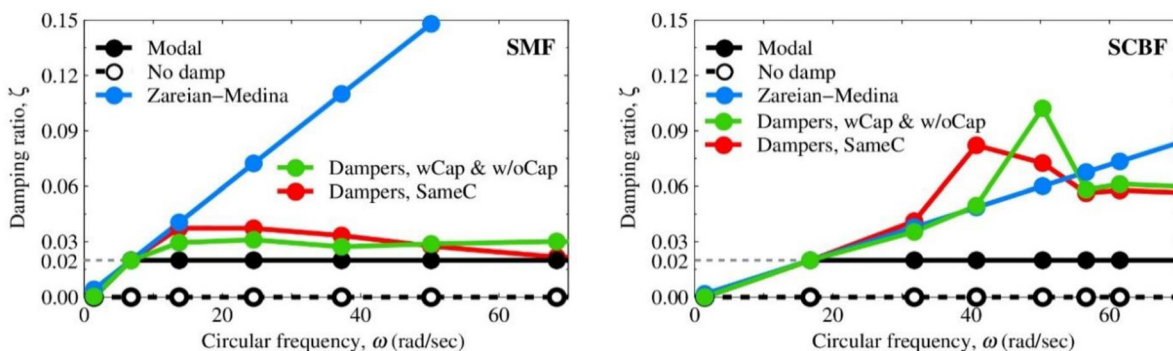 SMF
Modal
No damp
Zareian−Medina
Dampers, wCap & w/oCap
Dampers, SameC
Damping ratio, ζ
0.15
0.12
0.09
0.06
0.03
0.02
0.00
0 20 40 60
Circular frequency, ω (rad/sec)
SCBF
Modal
No damp
Zareian−Medina
Dampers, wCap & w/oCap
Dampers, SameC
Damping ratio, ζ
0.15
0.12
0.09
0.06
0.03
0.02
0.00
0 20 40 60
Circular frequency, ω (rad/sec)